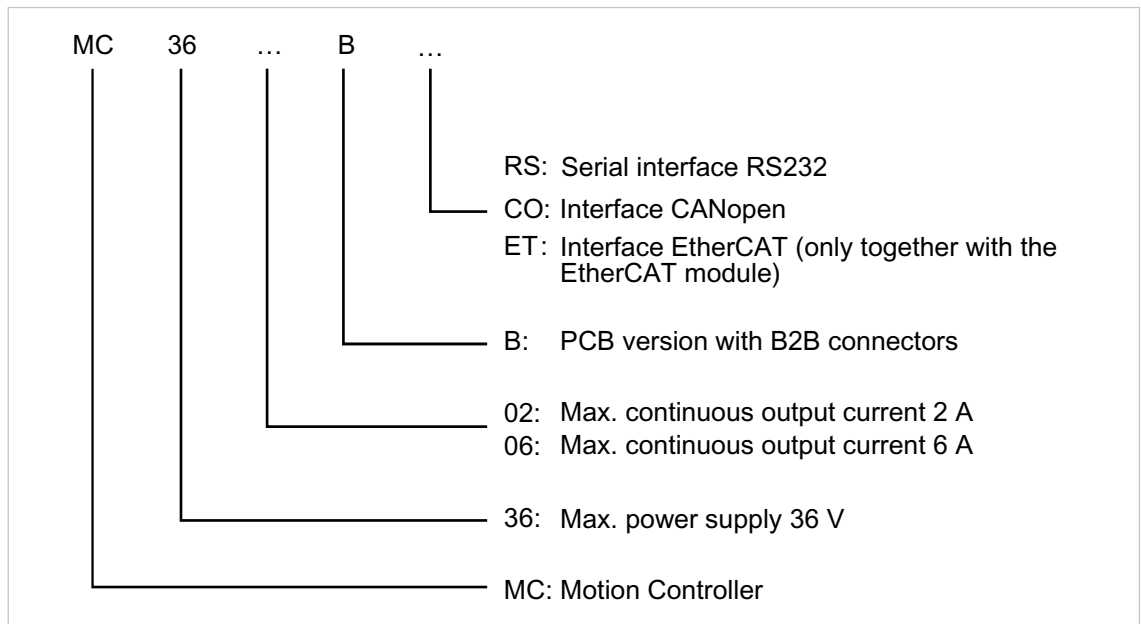 MC 36 … B …
RS: Serial interface RS232
CO: Interface CANopen
ET: Interface EtherCAT (only together with the
EtherCAT module)
B: PCB version with B2B connectors
02: Max. continuous output current 2 A
06: Max. continuous output current 6 A
36: Max. power supply 36 V
MC: Motion Controller